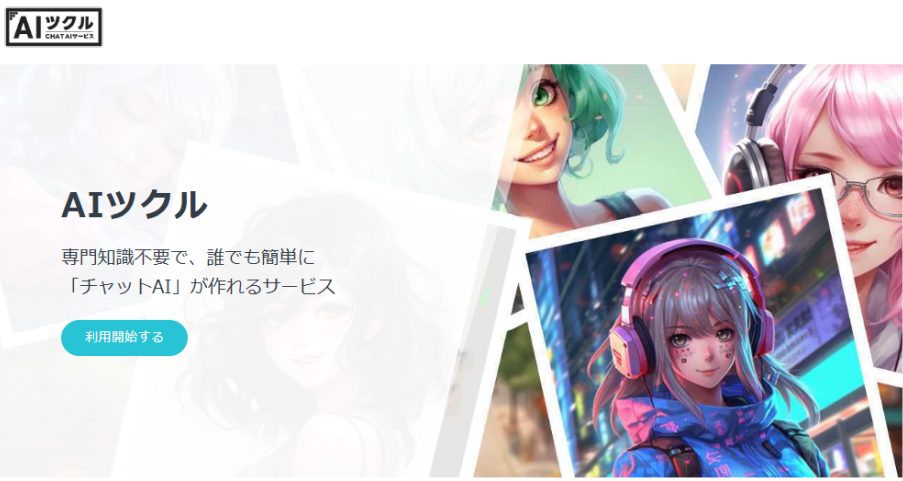 AIツクル
CHAT AIサービス
AIツクル
専門知識不要で、誰でも簡単に
「チャットAI」が作れるサービス
利用開始する